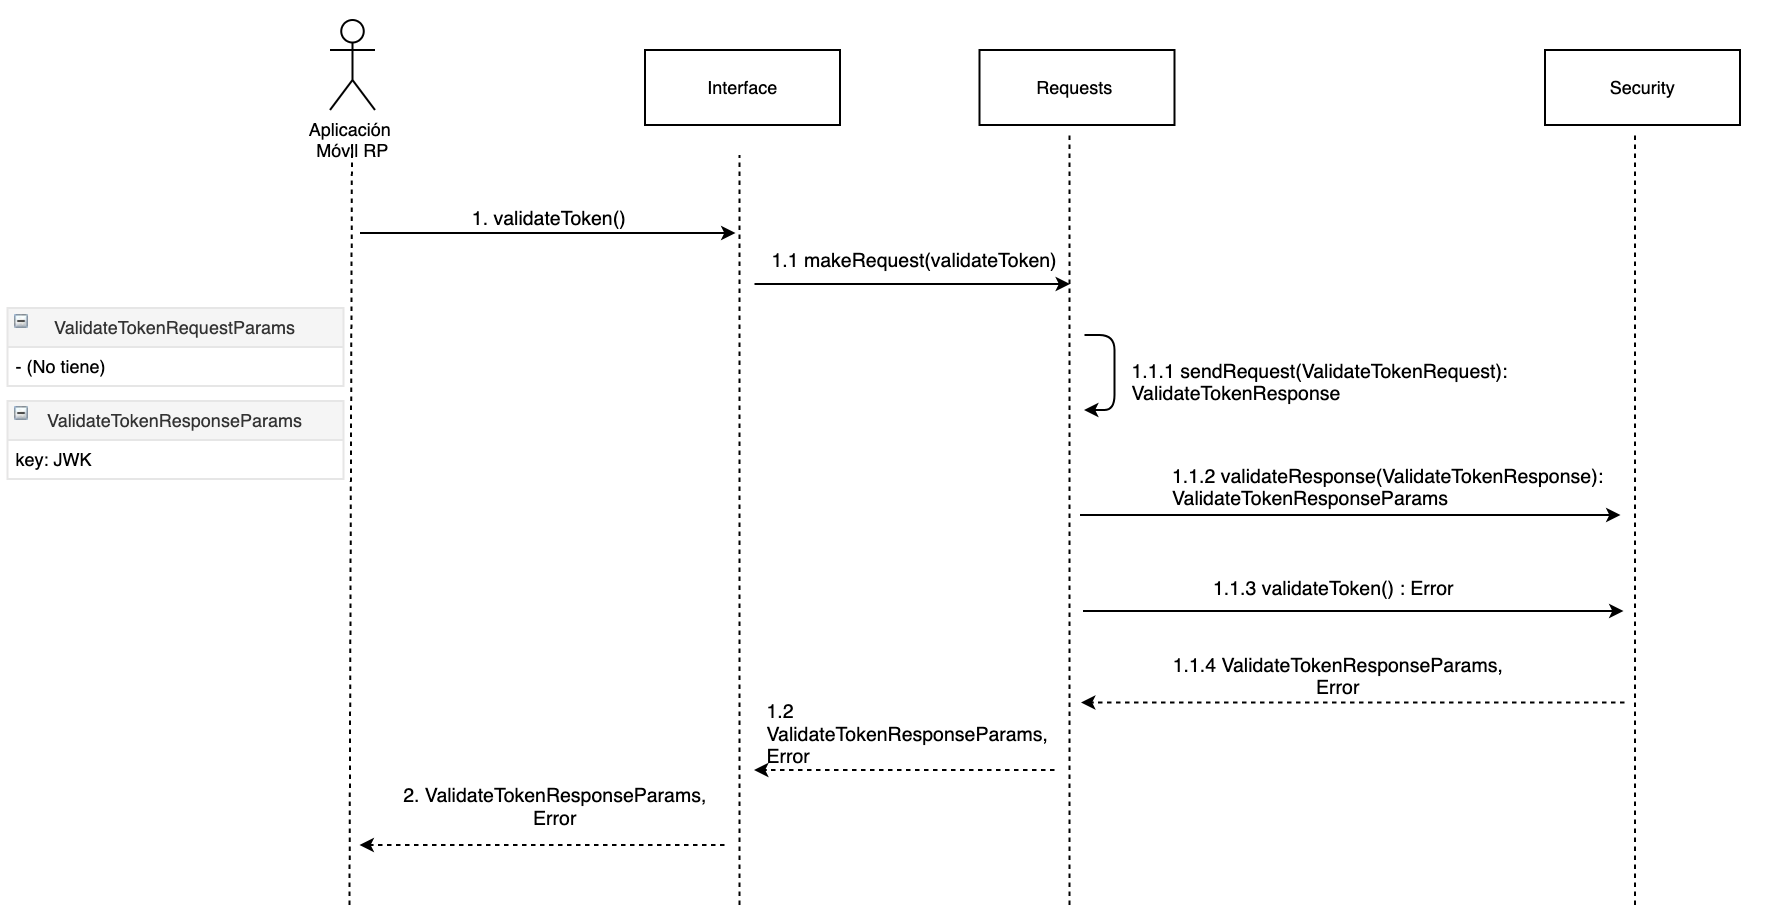 Aplicación
Móvil RP
Interface
Requests
Security
1. validateToken()
1.1 makeRequest(validateToken)
ValidateTokenRequestParams
- (No tiene)
1.1.1 sendRequest(ValidateTokenRequest):
ValidateTokenResponse
ValidateTokenResponseParams
key: JWK
1.1.2 validateResponse(ValidateTokenResponse):
ValidateTokenResponseParams
1.1.3 validateToken() : Error
1.1.4 ValidateTokenResponseParams,
Error
1.2
ValidateTokenResponseParams,
Error
2. ValidateTokenResponseParams,
Error